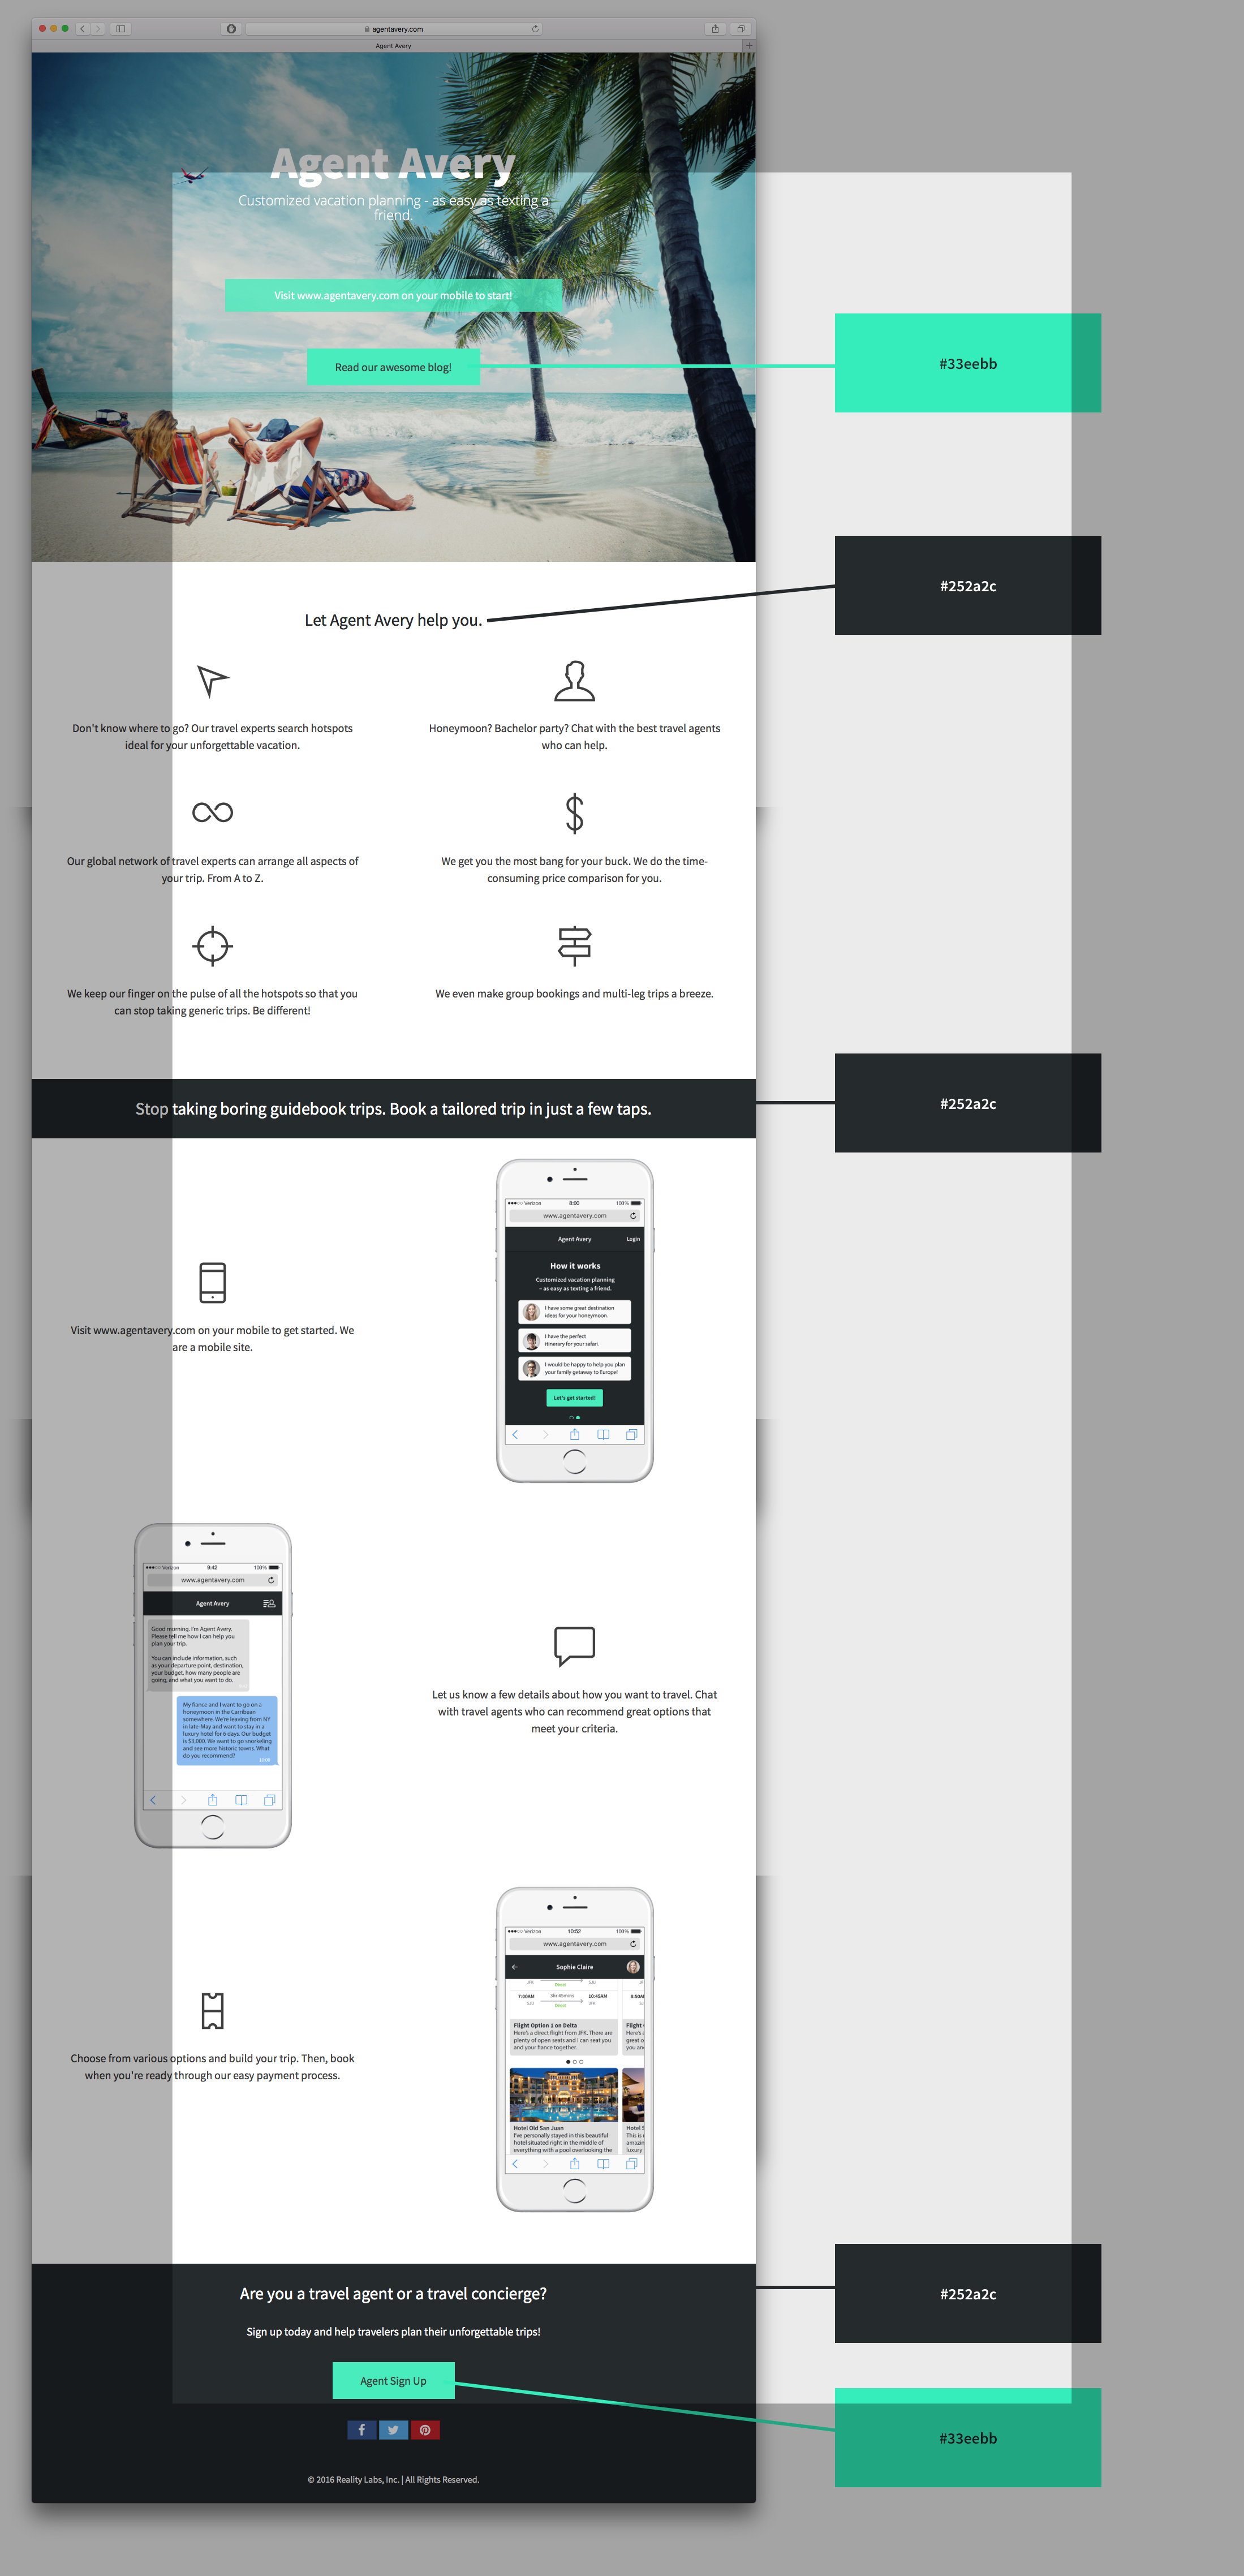 agentavery.com
Agent Avery
Agent Avery
Customized vacation planning - as easy as texting a
friend.
Visit www.agentavery.com on your mobile to start!
Read our awesome blog!
#33eebb
#252a2c
Let Agent Avery help you.
Don't know where to go? Our travel experts search hotspots
ideal for your unforgettable vacation.
Honeymoon? Bachelor party? Chat with the best travel agents
who can help.
Our global network of travel experts can arrange all aspects of
your trip. From A to Z.
We get you the most bang for your buck. We do the time-
consuming price comparison for you.
We keep our finger on the pulse of all the hotspots so that you
can stop taking generic trips. Be different!
We even make group bookings and multi-leg trips a breeze.
Stop taking boring guidebook trips. Book a tailored trip in just a few taps.
#252a2c
Verizon 8:00 100%
www.agentavery.com
Agent Avery Login
How it works
Customized vacation planning
– as easy as texting a friend.
I have some great destination
ideas for your honeymoon.
I have the perfect
itinerary for your safari.
I would be happy to help you plan
your family getaway to Europe!
Let's get started!
Visit www.agentavery.com on your mobile to get started. We
are a mobile site.
Verizon 9:42 100%
www.agentavery.com
Agent Avery
Good morning, I'm Agent Avery.
Please tell me how I can help you
plan your trip.
You can include information, such
as your departure point, destination,
your budget, how many people are
going, and what you want to do.
My fiance and I want to go on a
honeymoon in the Carribean
somewhere. We're leaving from NY
in late-May and want to stay in a
luxury hotel for 6 days. Our budget
is $3,000. We want to go snorkeling
and see more historic towns. What
do you recommend?
Let us know a few details about how you want to travel. Chat
with travel agents who can recommend great options that
meet your criteria.
Verizon 10:52 100%
www.agentavery.com
Sophie Claire
JFK Direct SJU
7:00AM 3hr 45mins 10:45AM 8:50A
SJU Direct JFK SJU
Flight Option 1 on Delta
Here's a direct flight from JFK. There are
plenty of open seats and I can seat you
and your fiance together.
Flight
Here's a
great o
you an
Hotel Old San Juan
I've personally stayed in this beautiful
hotel situated right in the middle of
everything with a pool overlooking the
Hotel S
This is
amazin
luxury
Choose from various options and build your trip. Then, book
when you're ready through our easy payment process.
Are you a travel agent or a travel concierge?
Sign up today and help travelers plan their unforgettable trips!
#252a2c
Agent Sign Up
#33eebb
© 2016 Reality Labs, Inc. | All Rights Reserved.